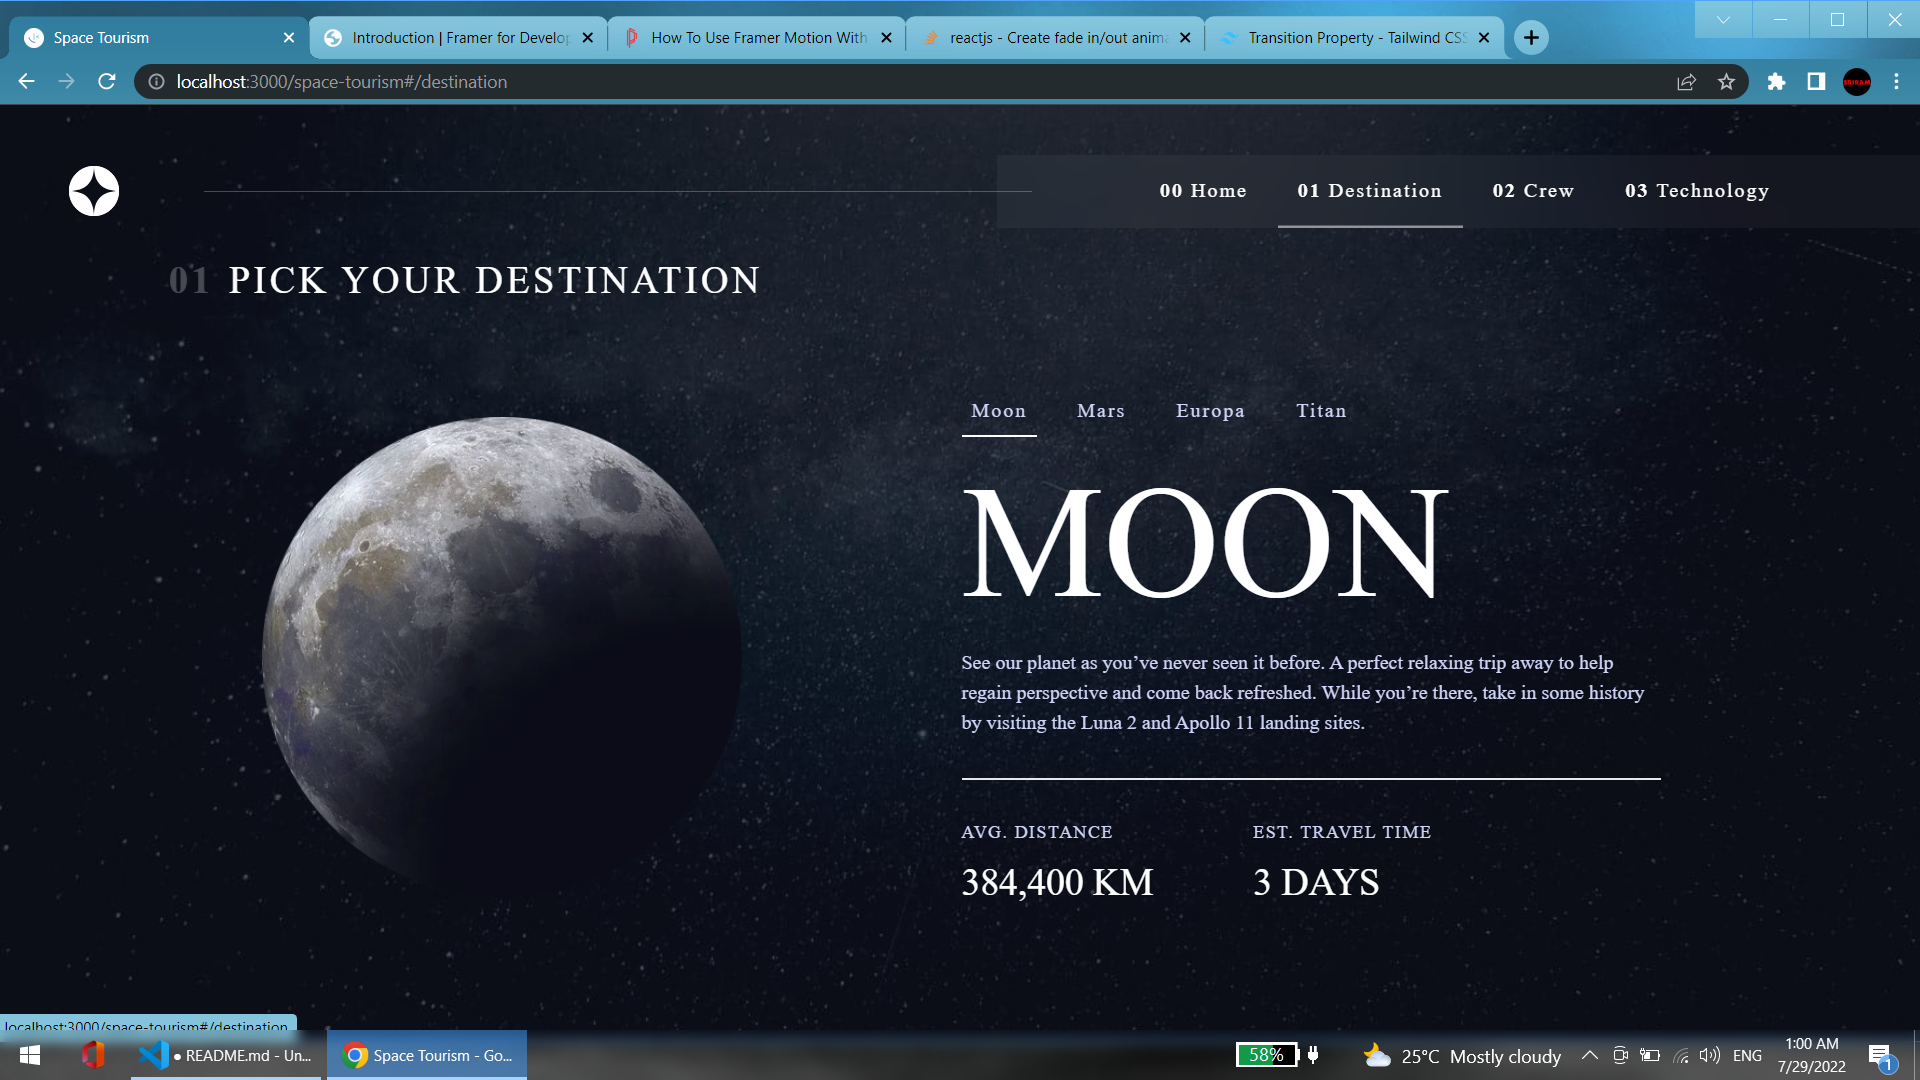 Space Tourism
Introduction | Framer for Develop
How To Use Framer Motion With
reactjs - Create fade in/out anima
Transition Property - Tailwind CSS
localhost:3000/space-tourism#/destination
00 Home
01 Destination
02 Crew
03 Technology
01 PICK YOUR DESTINATION
Moon
Mars
Europa
Titan
MOON
See our planet as you’ve never seen it before. A perfect relaxing trip away to help
regain perspective and come back refreshed. While you’re there, take in some history
by visiting the Luna 2 and Apollo 11 landing sites.
AVG. DISTANCE
EST. TRAVEL TIME
384,400 KM
3 DAYS
localhost:3000/space-tourism#/destination
● README.md - Un...
Space Tourism - Go...
58%
25°C Mostly cloudy
ENG
1:00 AM
7/29/2022
1